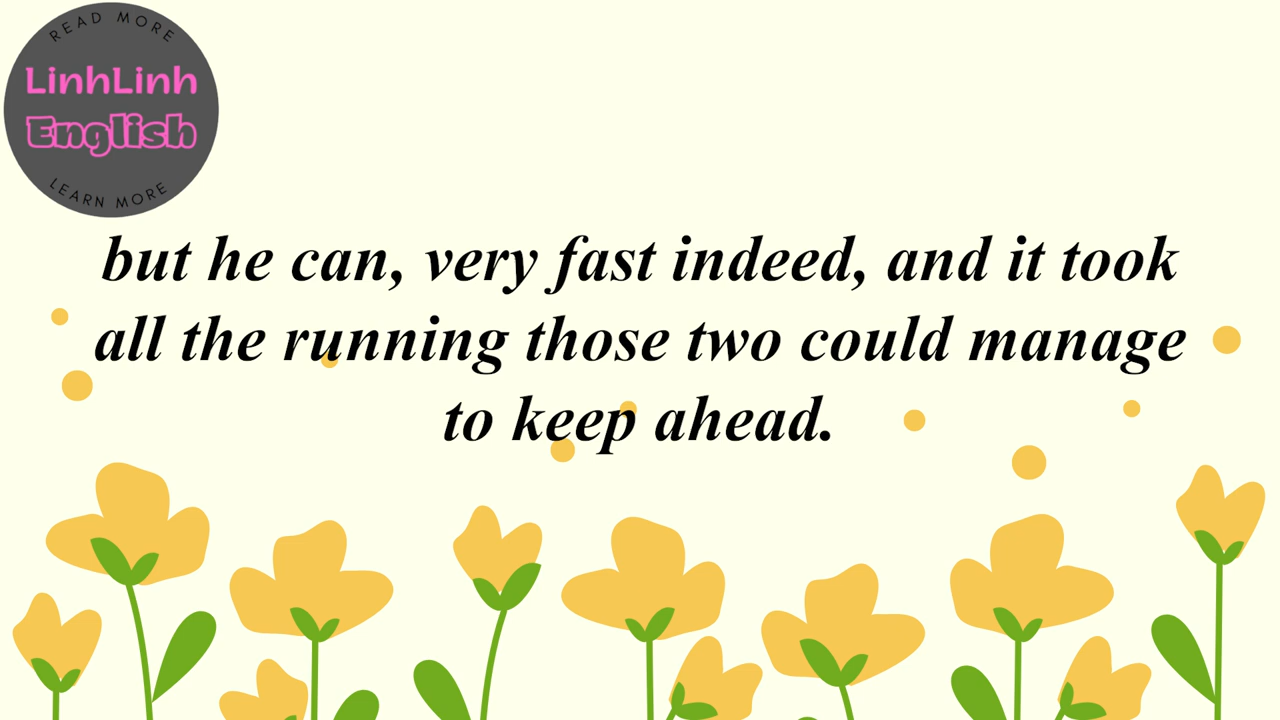 READ MORE
LinhLinh
English
LEARN MORE
but he can, very fast indeed, and it took
all the running those two could manage
to keep ahead.